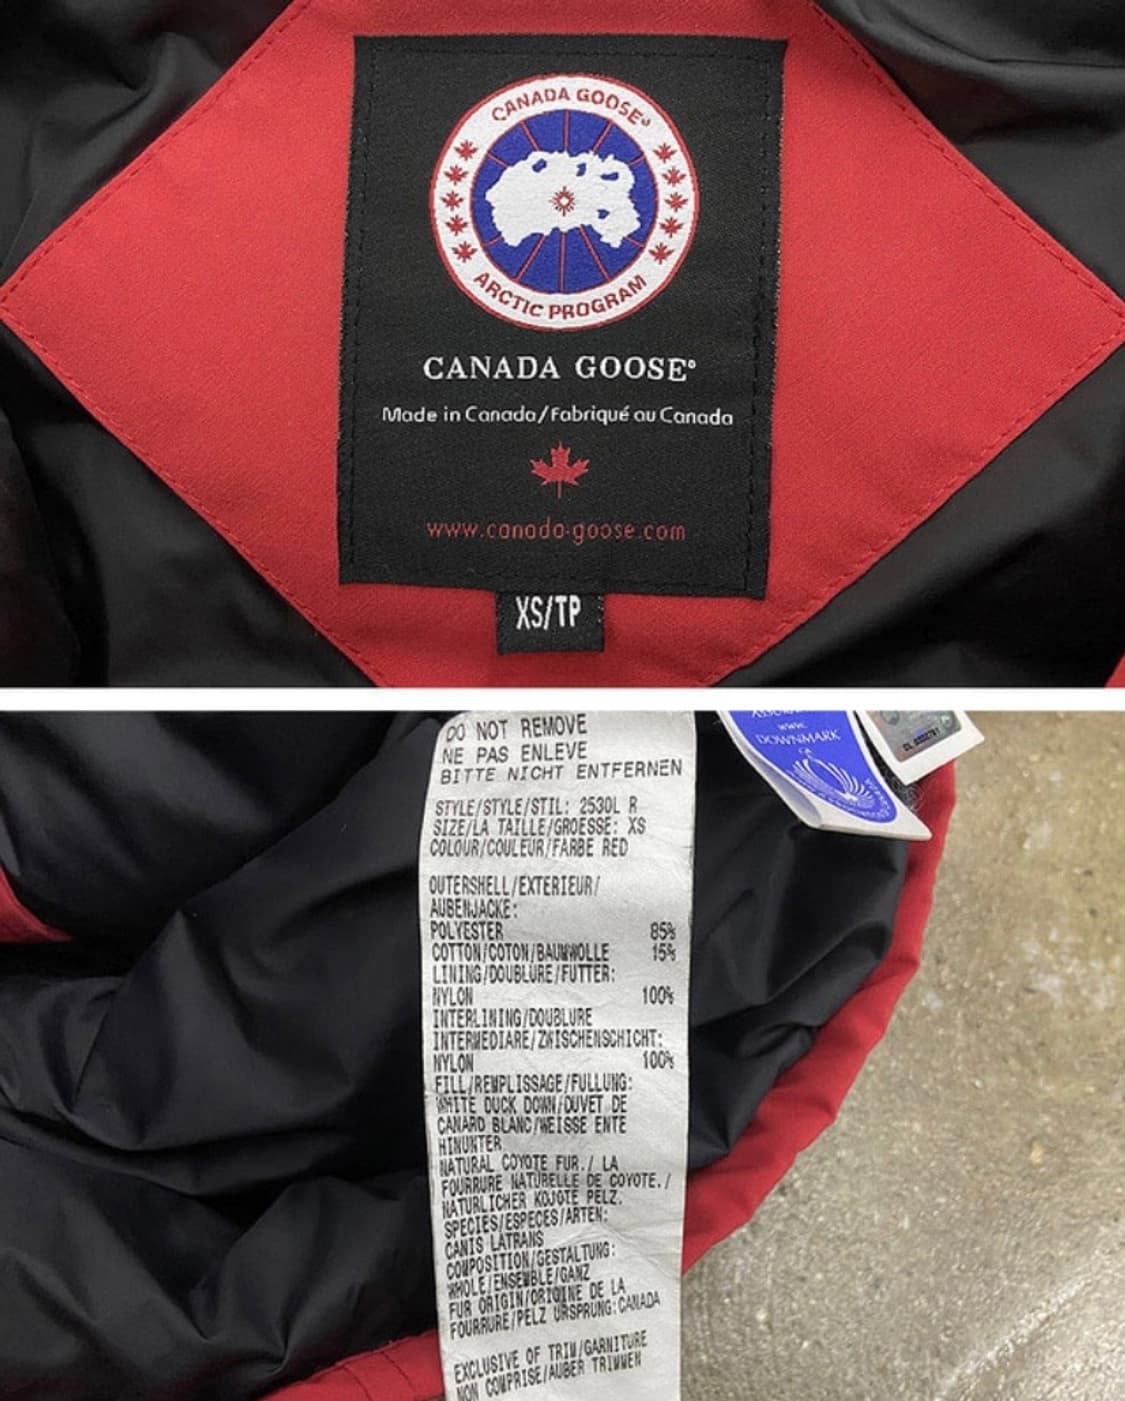 CANADA GOOSE®
ARCTIC PROGRAM
CANADA GOOSE®
Made in Canada/Fabriqué au Canada
www.canada-goose.com
XS/TP
DO NOT REMOVE
NE PAS ENLEVE
BITTE NICHT ENTFERNEN
STYLE/STYLE/STIL: 2530L R
SIZE/LA TAILLE/GROESSE: XS
COLOUR/COULEUR/FARBE RED
OUTERSHELL/EXTERIEUR/
AUBENJACKE:
POLYESTER 85%
COTTON/COTON/BAUMWOLLE 15%
LINING/DOUBLURE/FUTTER:
NYLON 100%
INTERLINING/DOUBLURE
INTERMEDIARE/ZWISCHENSCHICHT:
NYLON 100%
FILL/REMPLISSAGE/FULLUNG:
WHITE DUCK DOWN/DUVET DE
CANARD BLANC/WEISSE ENTE
HINUNTER
NATURAL COYOTE FUR./ LA
FOURRURE NATURELLE DE COYOTE./
NATURLICHER KOJOTE PELZ.
SPECIES/ESPECES/ARTEN:
CANIS LATRANS
COMPOSITION/GESTALTUNG:
WHOLE/ENSEMBLE/GANZ
FUR ORIGIN/ORIGINE DE LA
FOURRURE/PELZ URSPRUNG:CANADA
EXCLUSIVE OF TRIM/GARNITURE
NON COMPRISE/AUBER TRIMMEN
www.
DOWNMARK
CA